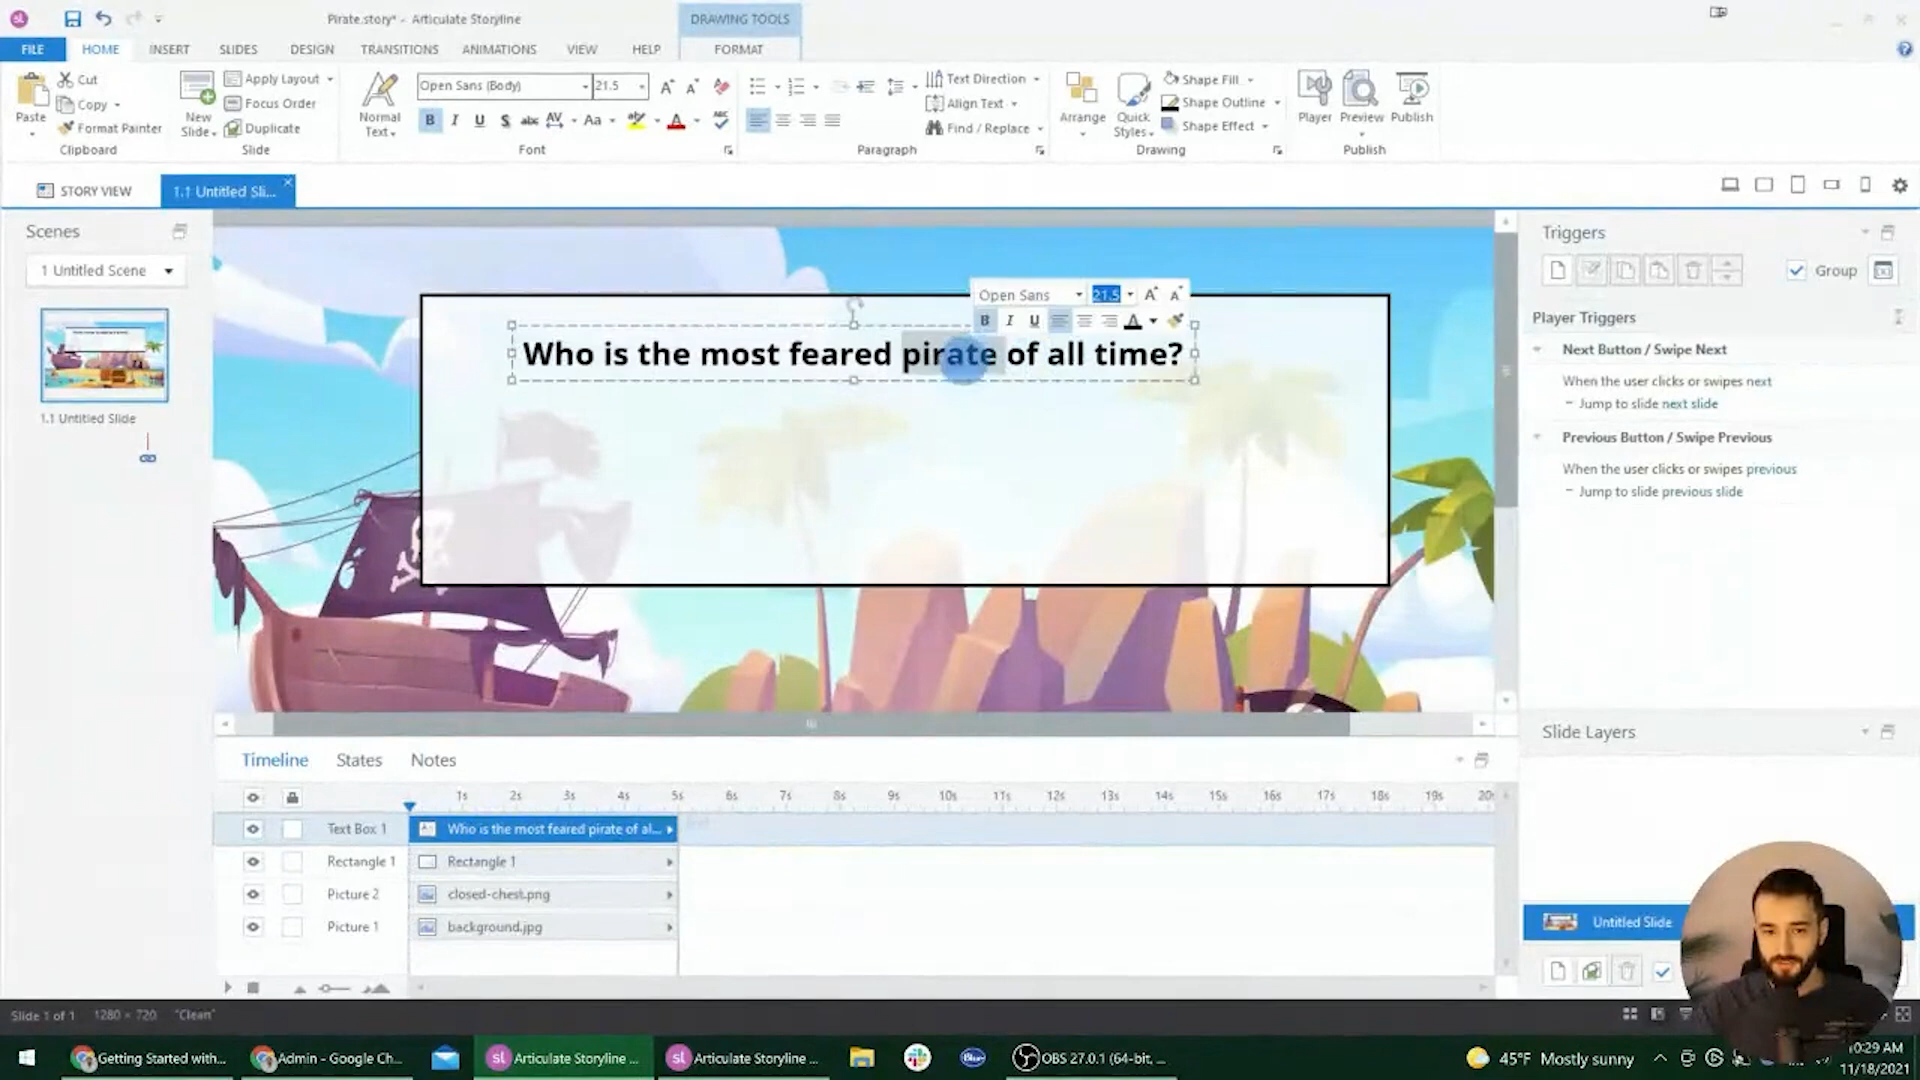 Pirate.story* - Articulate Storyline
DRAWING TOOLS
FILE
HOME
INSERT
SLIDES
DESIGN
TRANSITIONS
ANIMATIONS
VIEW
HELP
FORMAT
Paste
Cut
Copy
Format Painter
Clipboard
New Slide
Apply Layout
Focus Order
Duplicate
Slide
Normal Text
Open Sans (Body)
21.5
Font
Text Direction
Align Text
Find / Replace
Paragraph
Arrange
Quick Styles
Shape Fill
Shape Outline
Shape Effect
Drawing
Player
Preview
Publish
Publish
STORY VIEW
1.1 Untitled Sli...
Scenes
1 Untitled Scene
1.1 Untitled Slide
Open Sans
21.5
Who is the most feared pirate of all time?
Triggers
Group
Player Triggers
Next Button / Swipe Next
When the user clicks or swipes next
Jump to slide next slide
Previous Button / Swipe Previous
When the user clicks or swipes previous
Jump to slide previous slide
Timeline
States
Notes
1s 2s 3s 4s 5s 6s 7s 8s 9s 10s 11s 12s 13s 14s 15s 16s 17s 18s 19s 20s
Text Box 1
Who is the most feared pirate of al...
Rectangle 1
Rectangle 1
Picture 2
closed-chest.png
Picture 1
background.jpg
Slide Layers
Untitled Slide
Slide 1 of 1
1280 × 720
"Clean"
Getting Started with...
Admin - Google Ch...
Articulate Storyline ...
Articulate Storyline ...
OBS 27.0.1 (64-bit, ...
45°F Mostly sunny
10:29 AM
11/18/2021